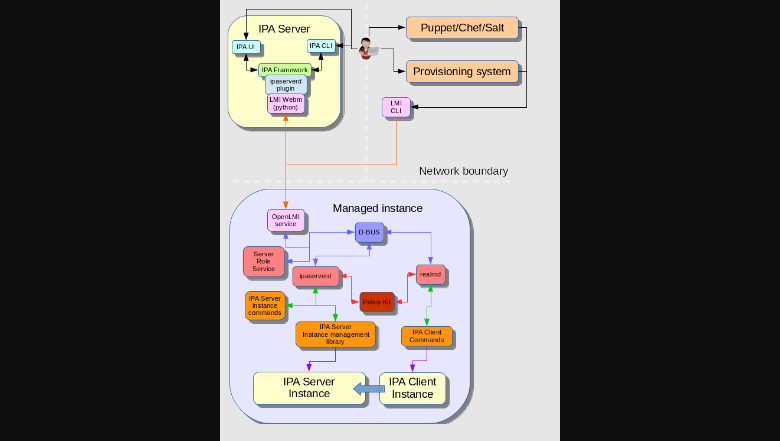 IPA Server
IPA UI
IPA CLI
IPA Framework
ipaserverd
plugin
LMI Webm
(python)
Puppet/Chef/Salt
Provisioning system
LMI
CLI
Network boundary
Managed instance
OpenLMI
service
D-BUS
Server
Role
Service
ipaserverd
realmd
Policy Kit
IPA Server
Instance
commands
IPA Server
Instance management
library
IPA Client
Commands
IPA Server
Instance
IPA Client
Instance